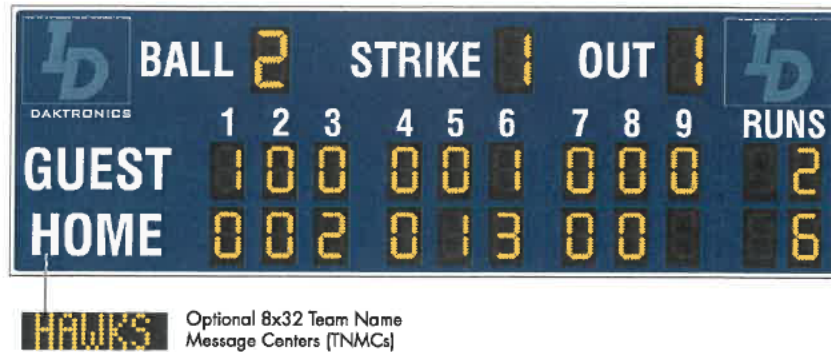 BALL 2 STRIKE 1 OUT 1
DAKTRONICS
1 2 3 4 5 6 7 8 9 RUNS
GUEST 1 0 0 0 0 1 0 0 0 2
HOME 0 0 2 0 1 3 0 0 6
HAWKS Optional 8x32 Team Name
Message Centers (TNMCs)